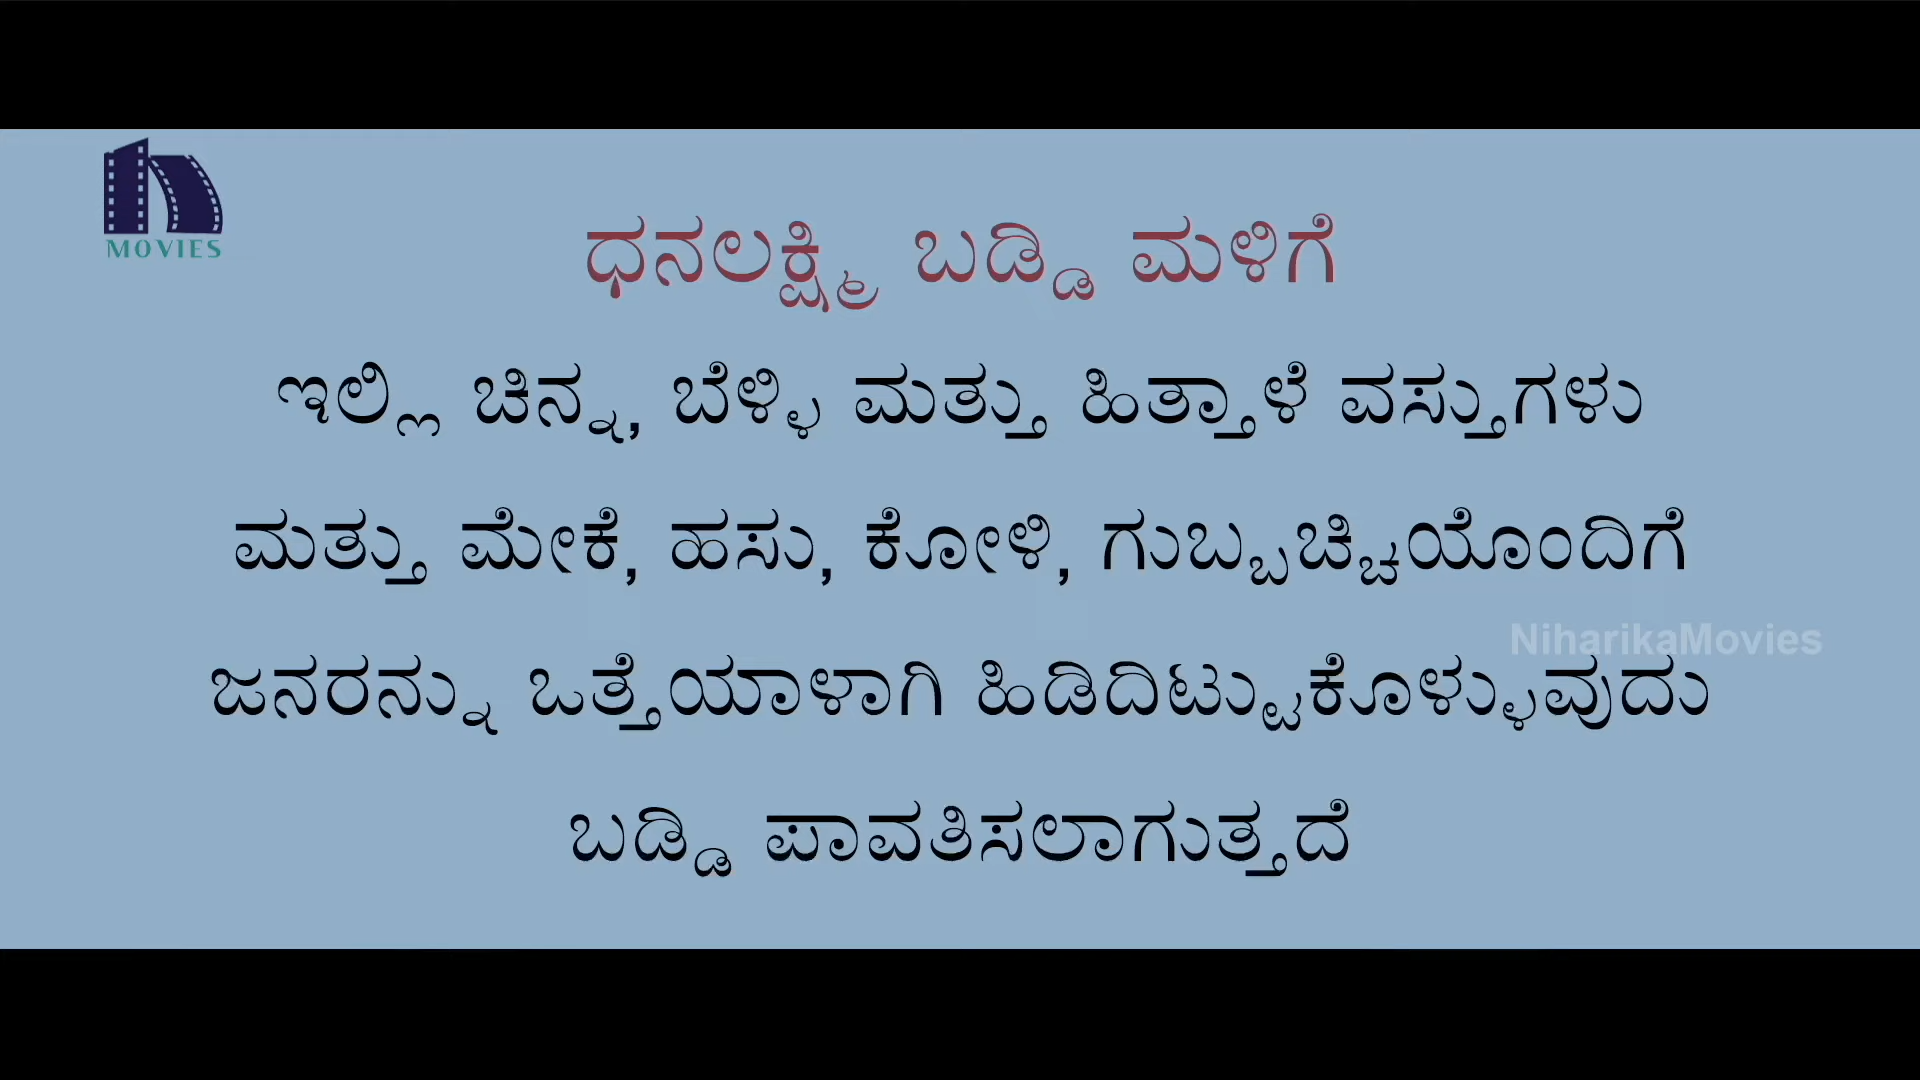 MOVIES
ಧನಲಕ್ಷ್ಮಿ ಬಡ್ಡಿ ಮಳಿಗೆ
ಇಲ್ಲಿ ಚಿನ್ನ, ಬೆಳ್ಳಿ ಮತ್ತು ಹಿತ್ತಾಳೆ ವಸ್ತುಗಳು
ಮತ್ತು ಮೇಕೆ, ಹಸು, ಕೋಳಿ, ಗುಬ್ಬಚ್ಚಿಯೊಂದಿಗೆ
NiharikaMovies
ಜನರನ್ನು ಒತ್ತೆಯಾಳಾಗಿ ಹಿಡಿದಿಟ್ಟುಕೊಳ್ಳುವುದು
ಬಡ್ಡಿ ಪಾವತಿಸಲಾಗುತ್ತದೆ